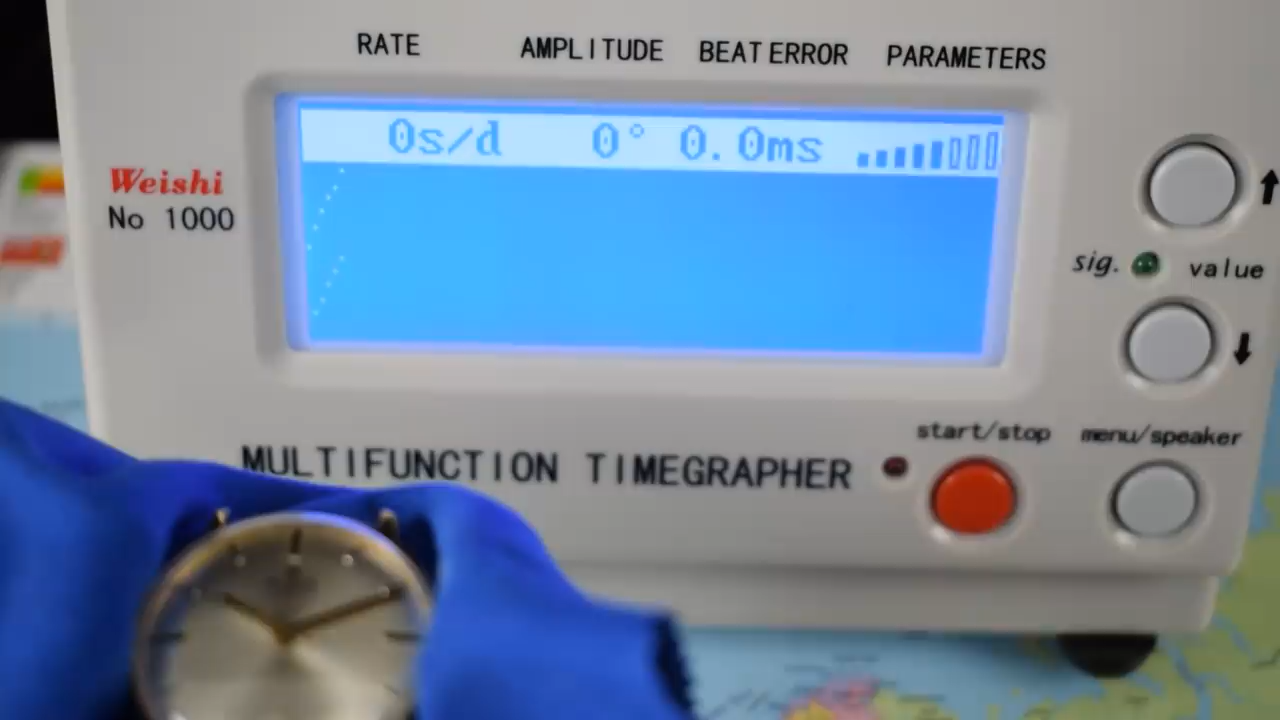 RATE AMPLITUDE BEAT ERROR PARAMETERS
0s/d 0° 0.0ms
Weishi
No 1000
sig. value
start/stop menu/speaker
MULTIFUNCTION TIMEGRAPHER